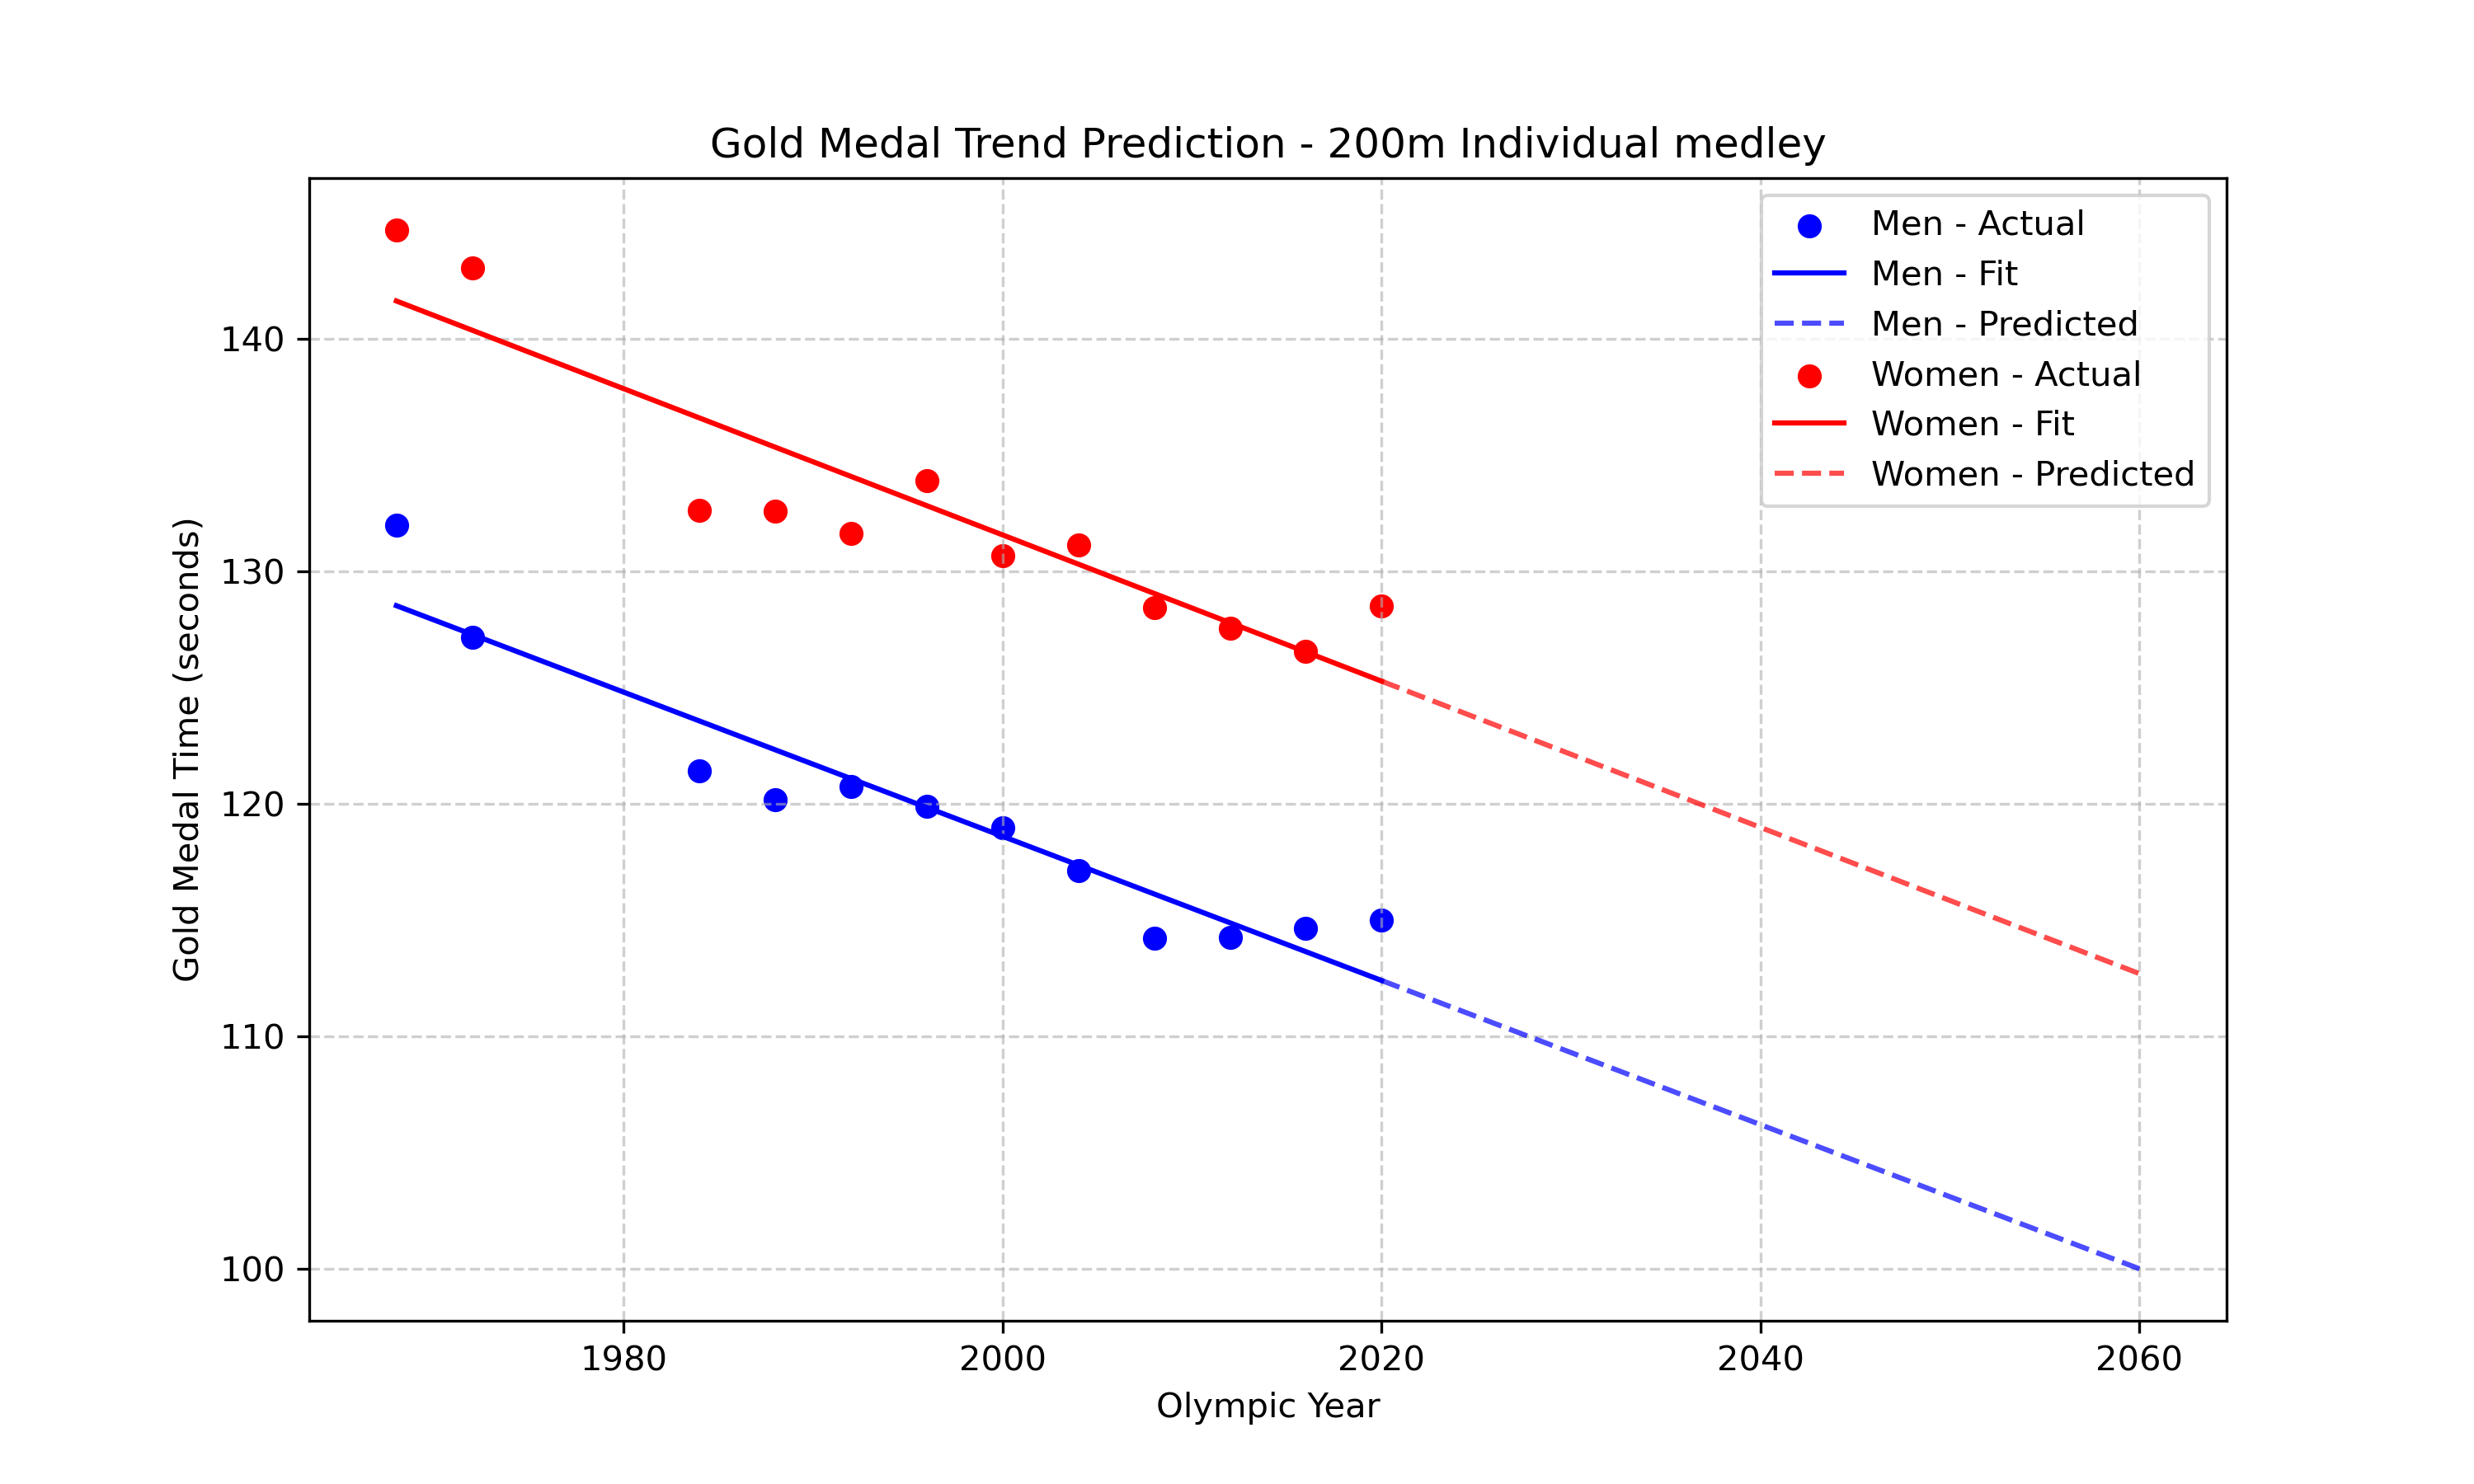 Gold Medal Trend Prediction - 200m Individual medley
Men - Actual
Men - Fit
Men - Predicted
Women - Actual
Women - Fit
Women - Predicted
Gold Medal Time (seconds)
140
130
120
110
100
1980
2000
2020
2040
2060
Olympic Year